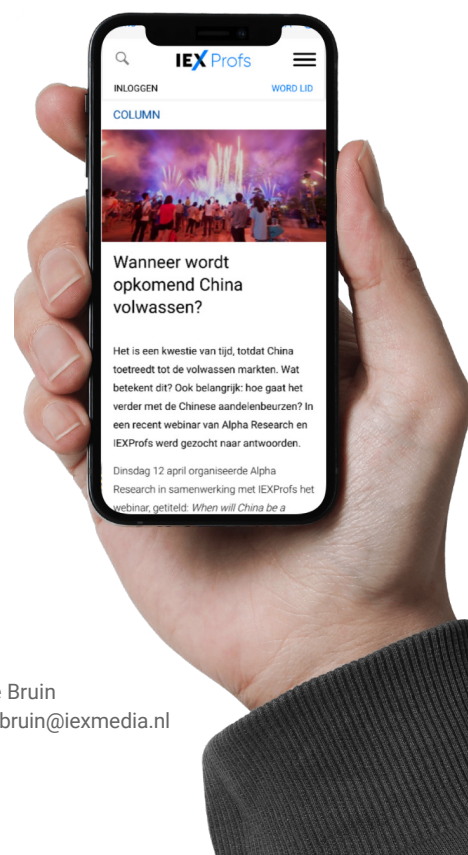 IEX Profs
INLOGGEN WORD LID
COLUMN
Wanneer wordt
opkomend China
volwassen?
Het is een kwestie van tijd, totdat China
toetreedt tot de volwassen markten. Wat
betekent dit? Ook belangrijk: hoe gaat het
verder met de Chinese aandelenbeurzen? In
een recent webinar van Alpha Research en
IEXProfs werd gezocht naar antwoorden.
Dinsdag 12 april organiseerde Alpha
Research in samenwerking met IEXProfs het
webinar, getiteld: When will China be a
Bruin
bruin@iexmedia.nl